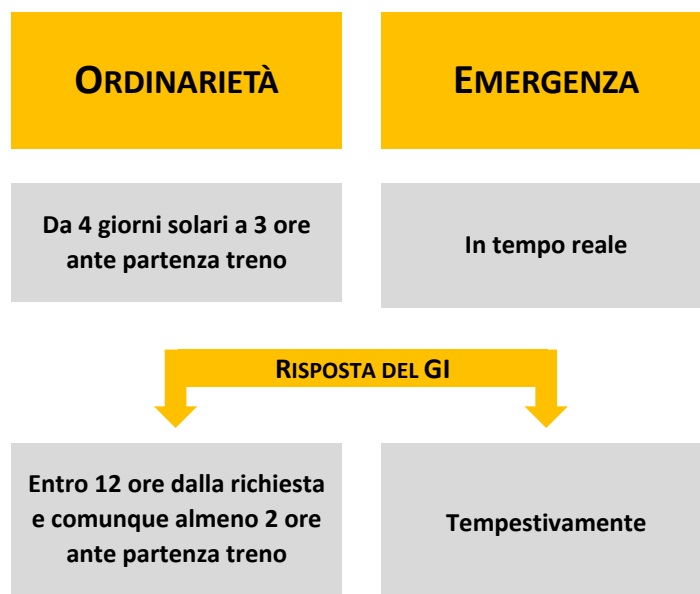 ORDINARIETÀ
EMERGENZA
Da 4 giorni solari a 3 ore
ante partenza treno
In tempo reale
RISPOSTA DEL GI
Entro 12 ore dalla richiesta
e comunque almeno 2 ore
ante partenza treno
Tempestivamente